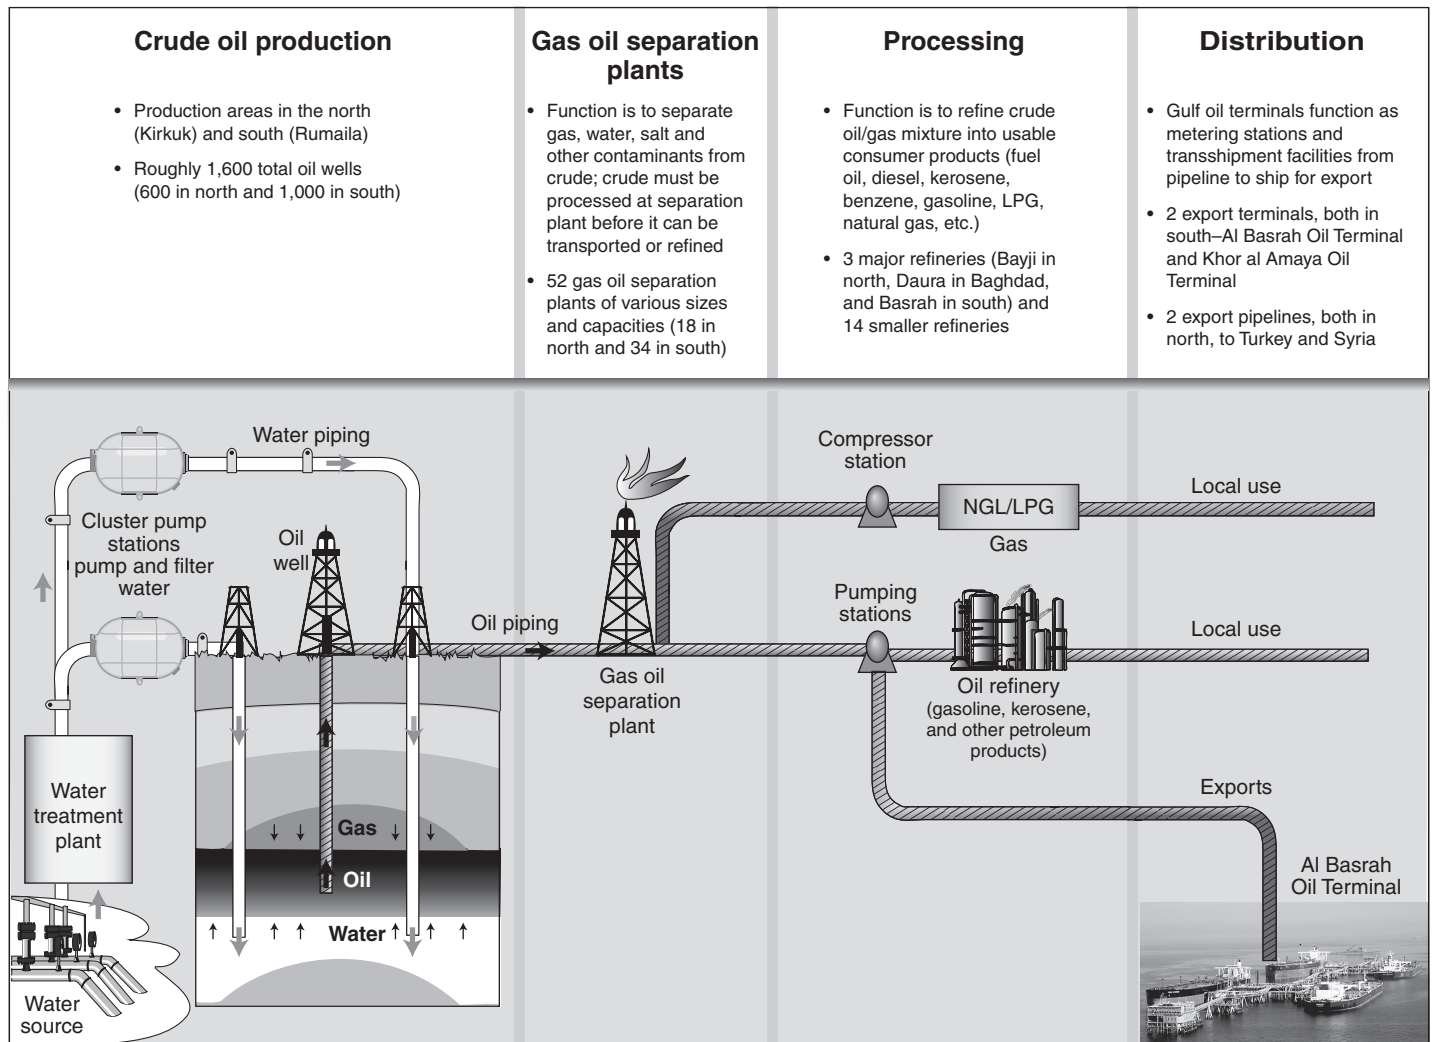 Crude oil production
• Production areas in the north
(Kirkuk) and south (Rumaila)
• Roughly 1,600 total oil wells
(600 in north and 1,000 in south)
Gas oil separation
plants
• Function is to separate
gas, water, salt and
other contaminants from
crude; crude must be
processed at separation
plant before it can be
transported or refined
• 52 gas oil separation
plants of various sizes
and capacities (18 in
north and 34 in south)
Processing
• Function is to refine crude
oil/gas mixture into usable
consumer products (fuel
oil, diesel, kerosene,
benzene, gasoline, LPG,
natural gas, etc.)
• 3 major refineries (Bayji in
north, Daura in Baghdad,
and Basrah in south) and
14 smaller refineries
Distribution
• Gulf oil terminals function as
metering stations and
transshipment facilities from
pipeline to ship for export
• 2 export terminals, both in
south–Al Basrah Oil Terminal
and Khor al Amaya Oil
Terminal
• 2 export pipelines, both in
north, to Turkey and Syria
Water piping
Cluster pump
stations
pump and filter
water
Oil
well
Oil piping
Water
treatment
plant
Water
source
Gas
Oil
Water
Gas oil
separation
plant
Compressor
station
NGL/LPG
Gas
Local use
Pumping
stations
Oil refinery
(gasoline, kerosene,
and other petroleum
products)
Local use
Exports
Al Basrah
Oil Terminal